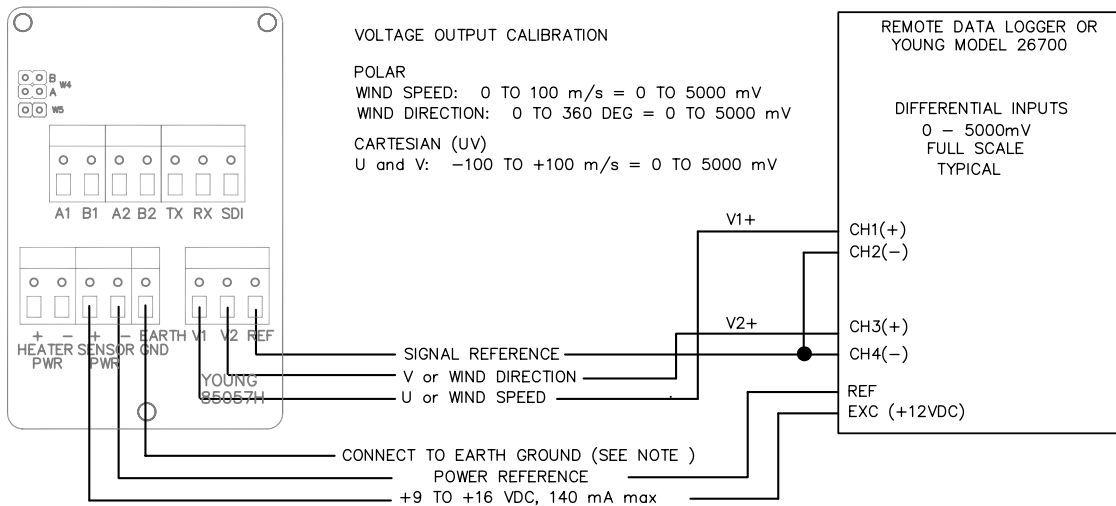 VOLTAGE OUTPUT CALIBRATION
POLAR
WIND SPEED: 0 TO 100 m/s = 0 TO 5000 mV
WIND DIRECTION: 0 TO 360 DEG = 0 TO 5000 mV
CARTESIAN (UV)
U and V: -100 TO +100 m/s = 0 TO 5000 mV
REMOTE DATA LOGGER OR
YOUNG MODEL 26700
DIFFERENTIAL INPUTS
0 - 5000mV
FULL SCALE
TYPICAL
B
A
W4
W5
A1 B1 A2 B2 TX RX SDI
+ - + - EARTH V1 V2 REF
HEATER SENSOR GND
PWR PWR
YOUNG
85057H
V1+
CH1(+)
CH2(-)
V2+
CH3(+)
CH4(-)
REF
EXC (+12VDC)
SIGNAL REFERENCE
V or WIND DIRECTION
U or WIND SPEED
CONNECT TO EARTH GROUND (SEE NOTE )
POWER REFERENCE
+9 TO +16 VDC, 140 mA max